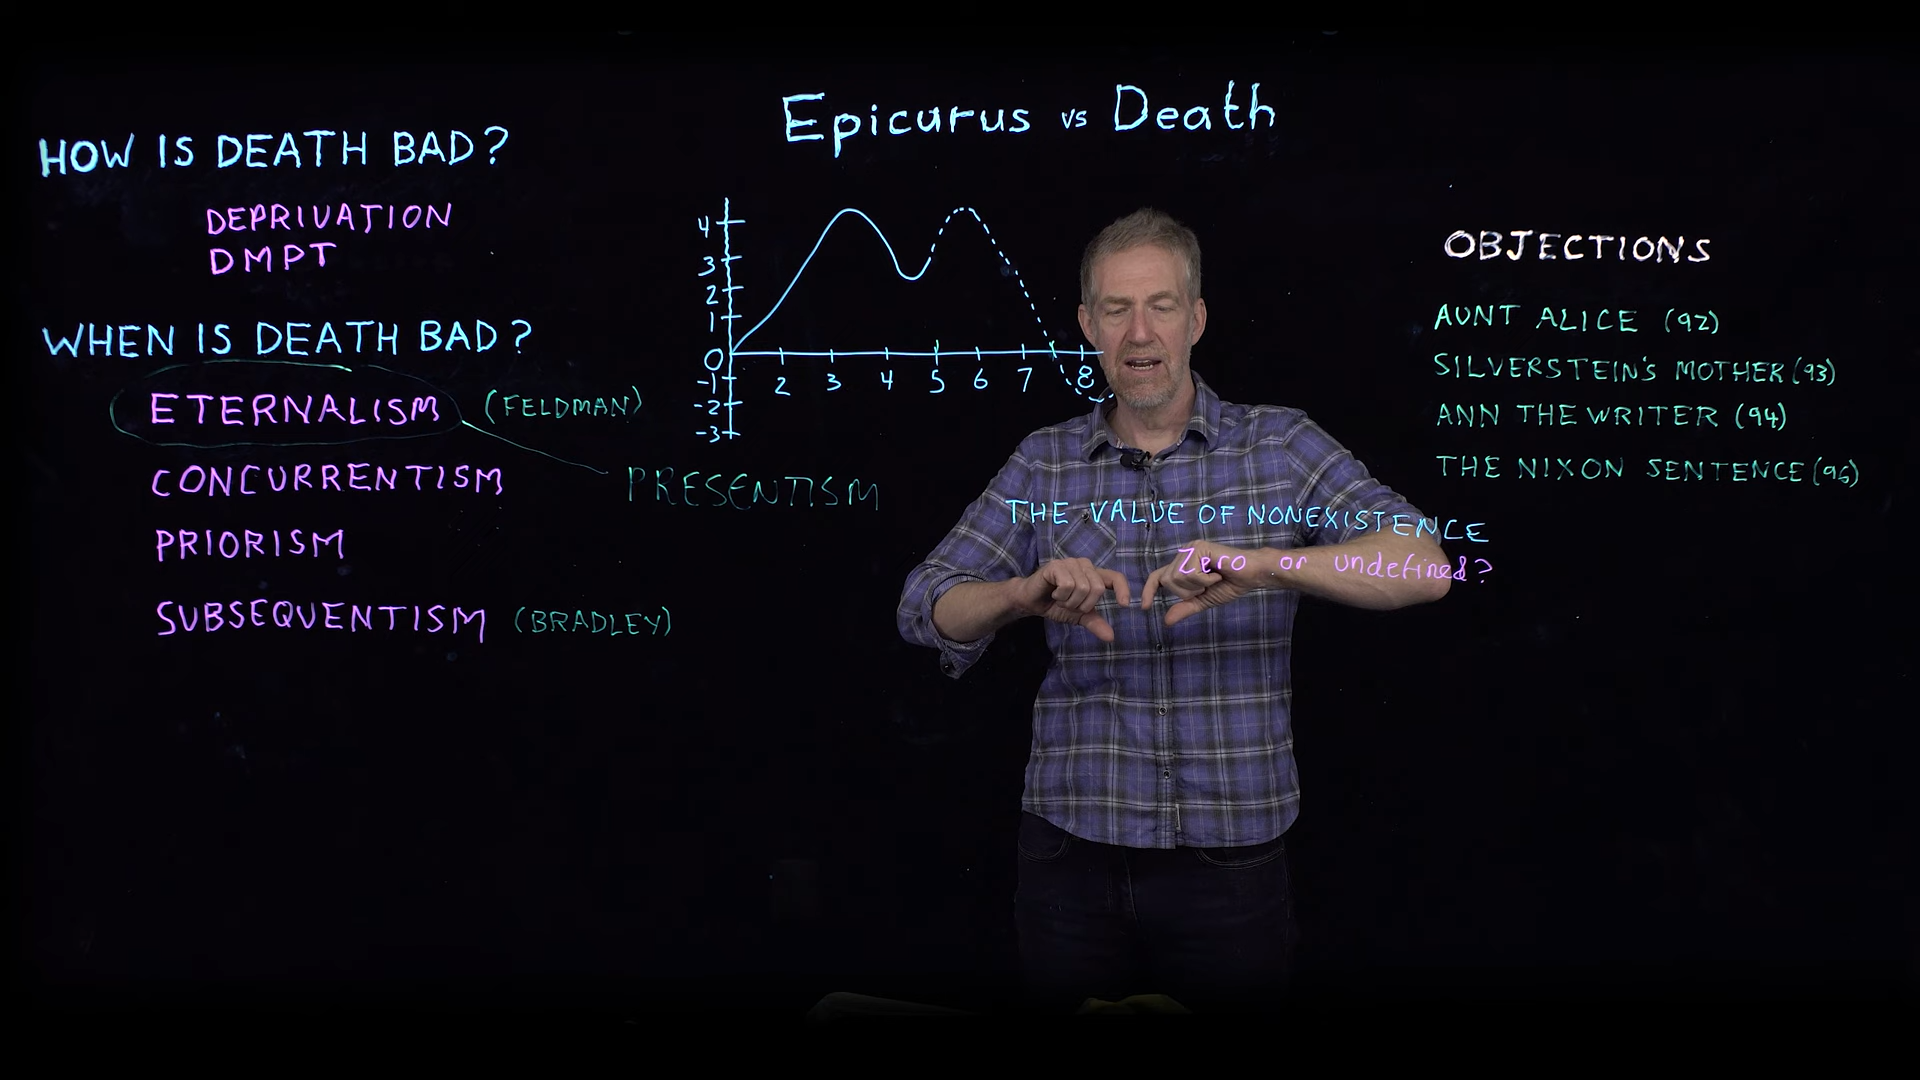 Epicurus vs Death
HOW IS DEATH BAD?
DEPRIVATION
DMPT
WHEN IS DEATH BAD?
ETERNALISM (FELDMAN)
CONCURRENTISM
PRESENTISM
PRIORISM
SUBSEQUENTISM (BRADLEY)
4
3
2
1
0
-1
-2
-3
2 3 4 5 6 7 8
THE VALUE OF NONEXISTENCE
Zero or undefined?
OBJECTIONS
AUNT ALICE (92)
SILVERSTEIN'S MOTHER (93)
ANN THE WRITER (94)
THE NIXON SENTENCE (95)